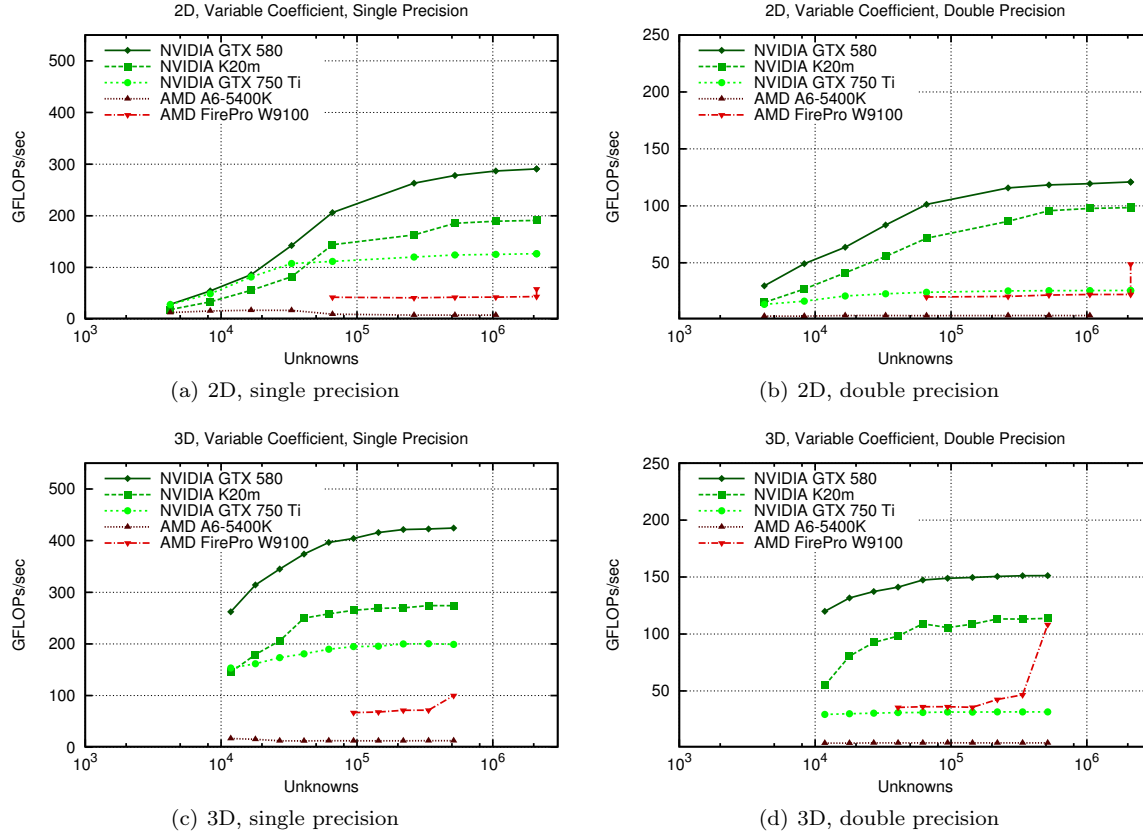 2D, Variable Coefficient, Single Precision
500
400
300
200
100
0
GFLOPs/sec
NVIDIA GTX 580
NVIDIA K20m
NVIDIA GTX 750 Ti
AMD A6-5400K
AMD FirePro W9100
10^3 10^4 10^5 10^6
Unknowns
(a) 2D, single precision
2D, Variable Coefficient, Double Precision
250
200
150
100
50
GFLOPs/sec
NVIDIA GTX 580
NVIDIA K20m
NVIDIA GTX 750 Ti
AMD A6-5400K
AMD FirePro W9100
10^3 10^4 10^5 10^6
Unknowns
(b) 2D, double precision
3D, Variable Coefficient, Single Precision
500
400
300
200
100
0
GFLOPs/sec
NVIDIA GTX 580
NVIDIA K20m
NVIDIA GTX 750 Ti
AMD A6-5400K
AMD FirePro W9100
10^3 10^4 10^5 10^6
Unknowns
(c) 3D, single precision
3D, Variable Coefficient, Double Precision
250
200
150
100
50
GFLOPs/sec
NVIDIA GTX 580
NVIDIA K20m
NVIDIA GTX 750 Ti
AMD A6-5400K
AMD FirePro W9100
10^3 10^4 10^5 10^6
Unknowns
(d) 3D, double precision